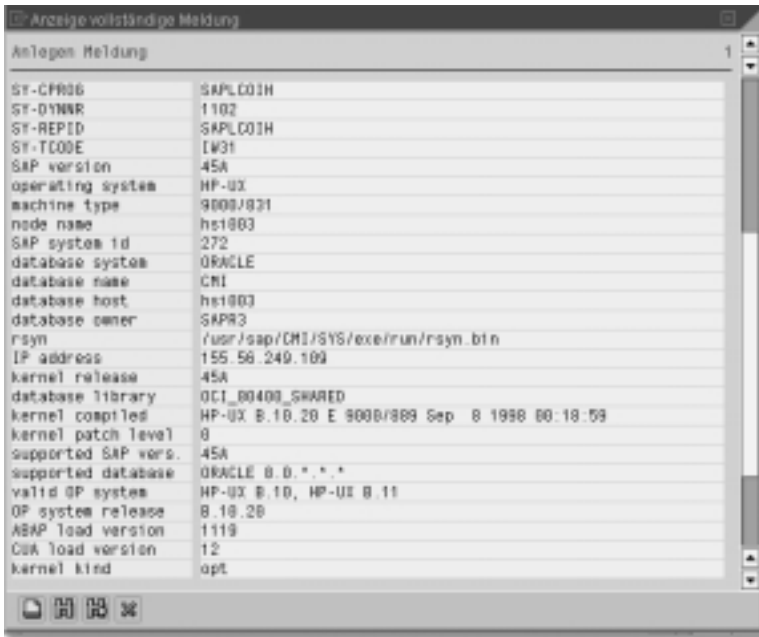 Anzeige vollständige Meldung
Anlegen Meldung 1
SY-CPROG SAPLCOIH
SY-DYNNR 1102
SY-REPID SAPLCOIH
SY-TCODE IW31
SAP version 45A
operating system HP-UX
machine type 9000/831
node name hsi003
SAP system id 272
database system ORACLE
database name CMI
database host hsi003
database owner SAPR3
rsyn /usr/sap/CMI/SYS/exe/run/rsyn.bin
IP address 155.56.249.109
kernel release 45A
database library OCI_80400_SHARED
kernel compiled HP-UX B.10.20 E 9000/889 Sep 8 1998 00:18:59
kernel patch level 0
supported SAP vers. 45A
supported database ORACLE 8.0.*.*.*
valid OP system HP-UX B.10, HP-UX B.11
OP system release B.10.20
ABAP load version 1119
CUA load version 12
kernel kind opt